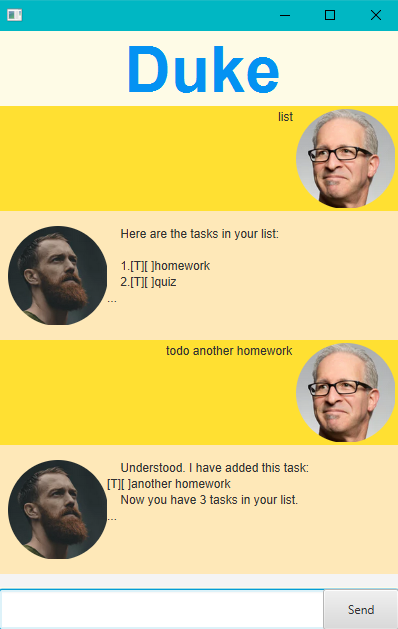 Duke
list
Here are the tasks in your list:
1.[T][ ]homework
2.[T][ ]quiz
...
todo another homework
Understood. I have added this task:
[T][ ]another homework
Now you have 3 tasks in your list.
...
Send